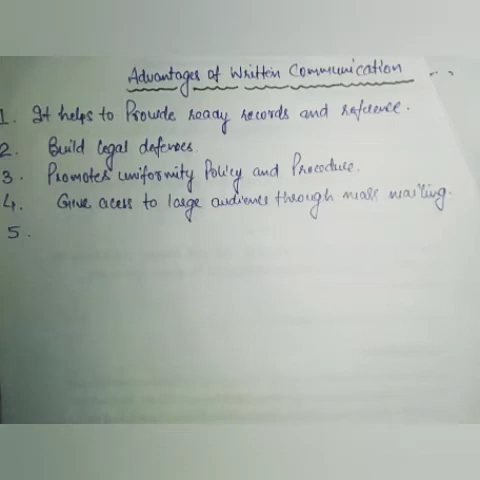 Advantages of Written Communication
1. It helps to Provide ready records and reference.
2. Build legal defences.
3. Promotes uniformity Policy and Procedure.
4. Give acess to large audience through mass mailing.
5.